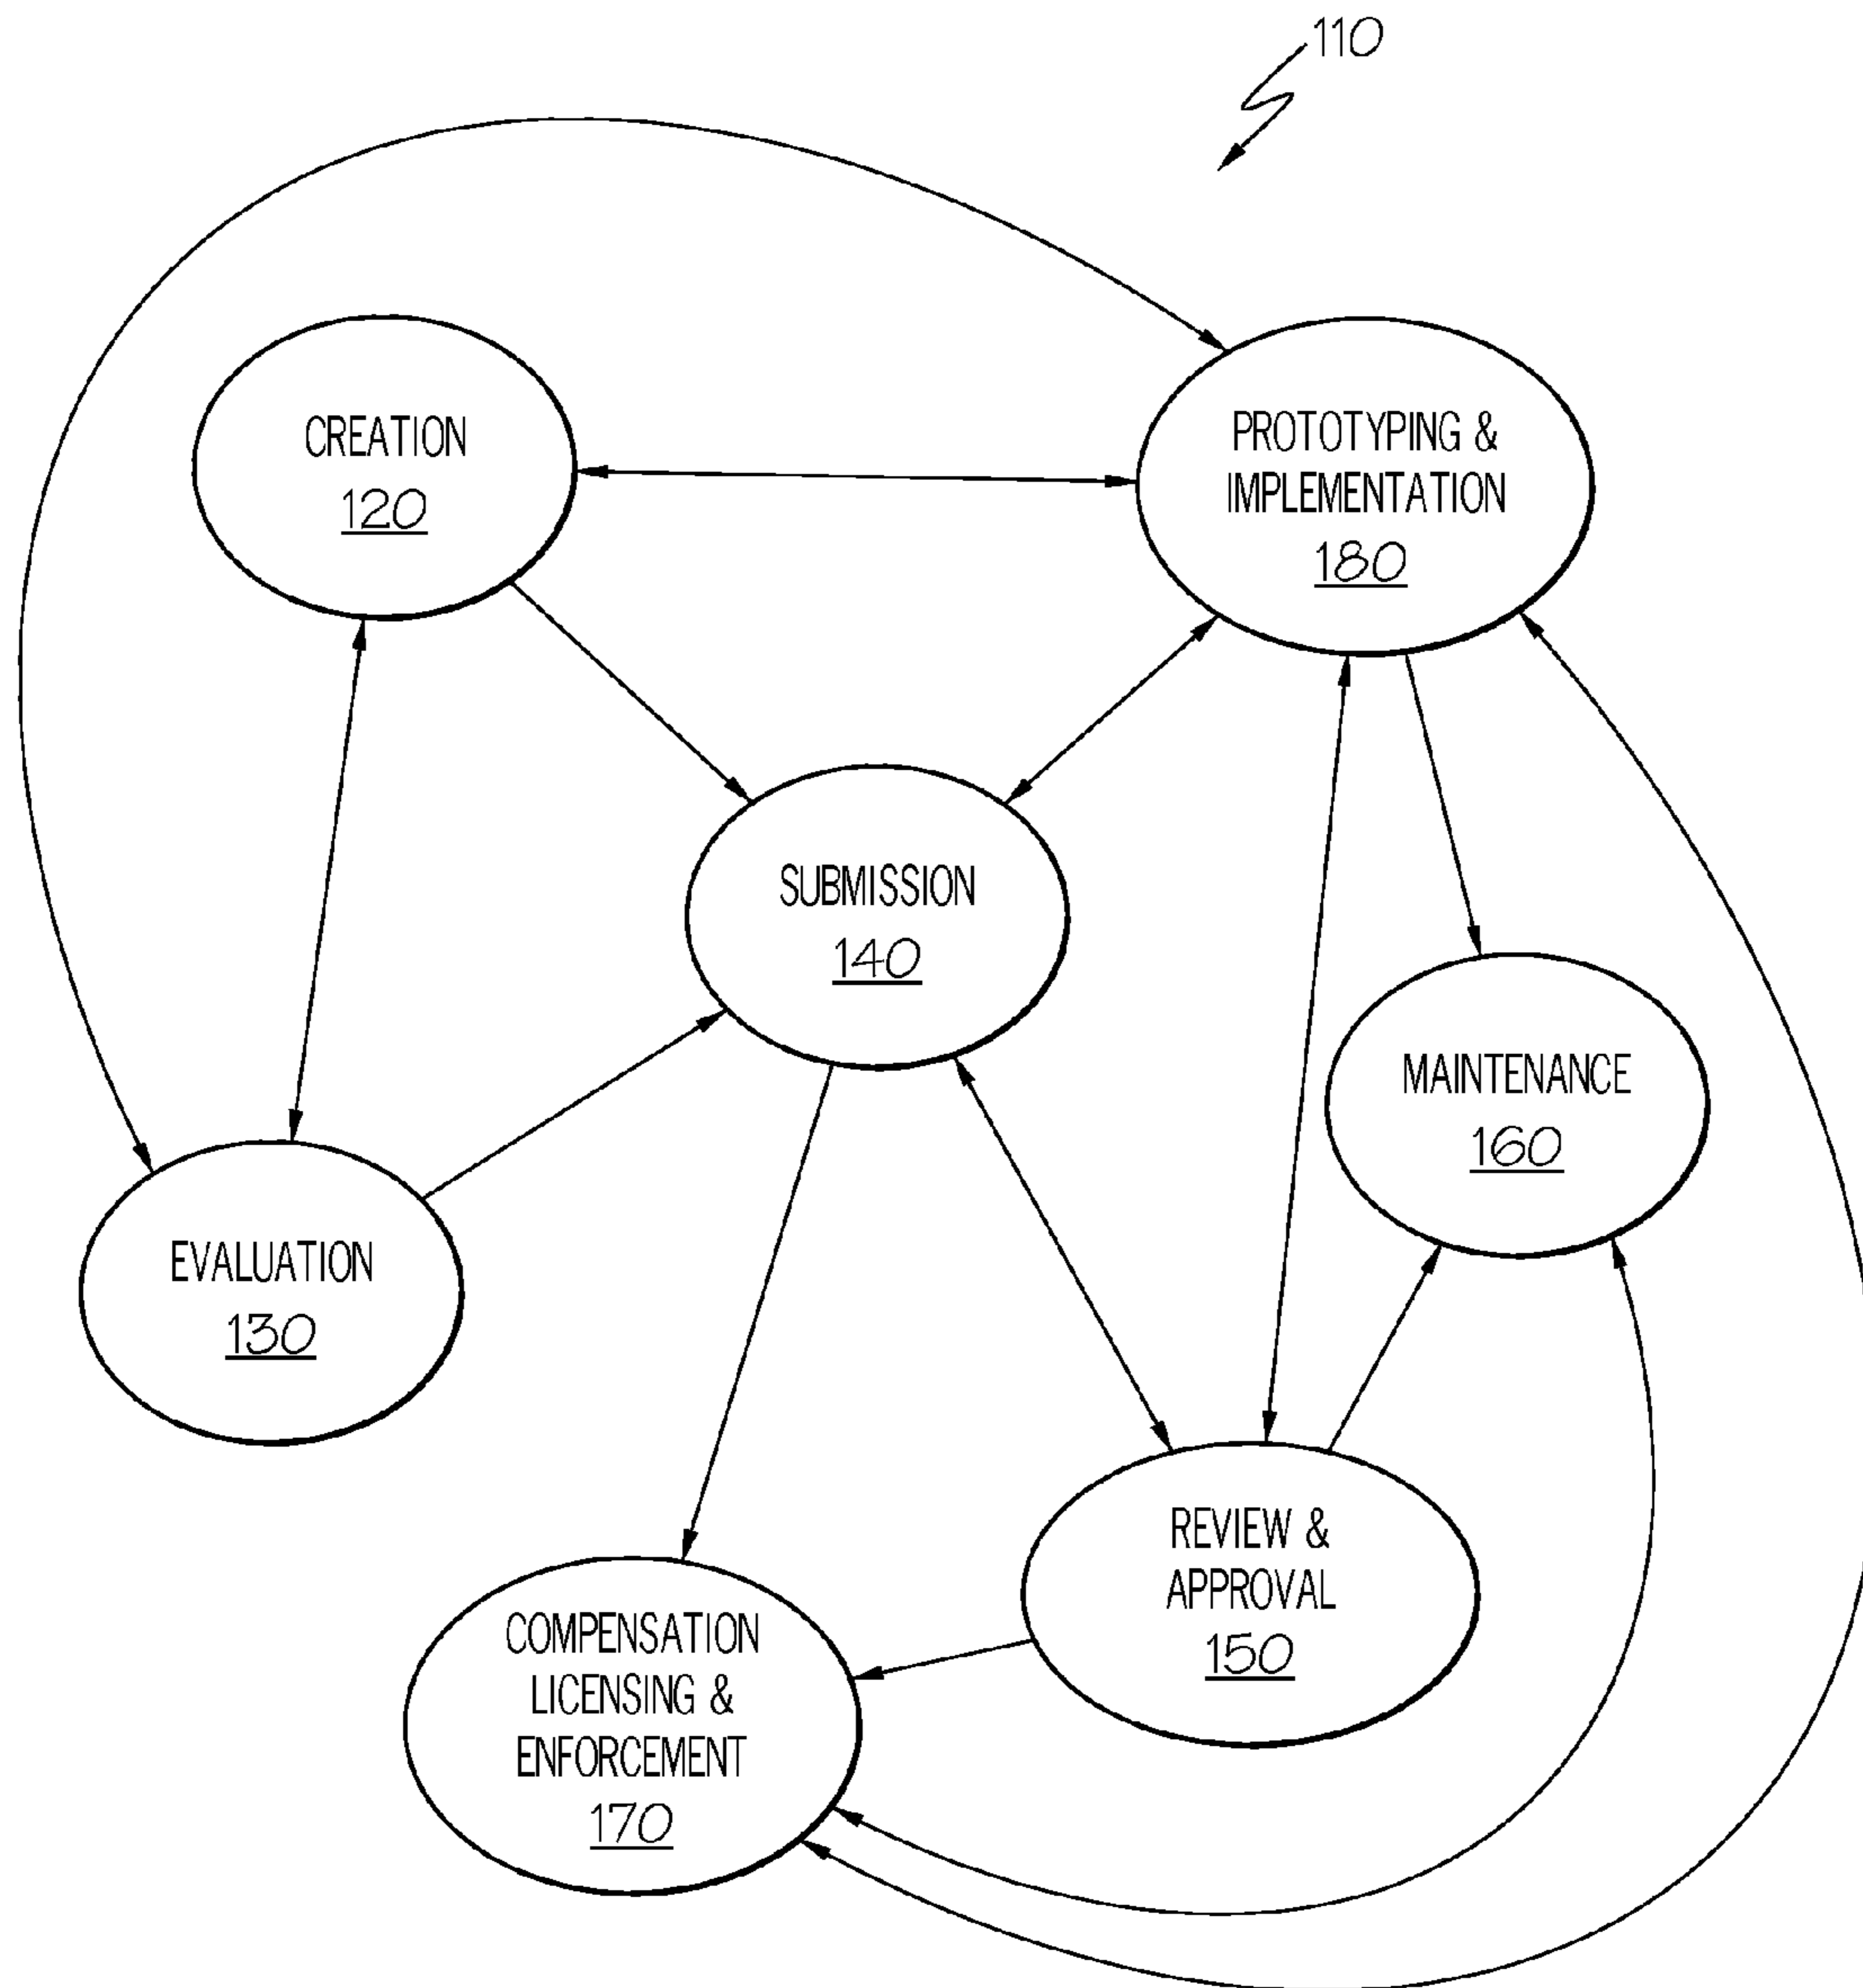 110
CREATION
120
PROTOTYPING &
IMPLEMENTATION
180
SUBMISSION
140
MAINTENANCE
160
EVALUATION
130
REVIEW &
APPROVAL
150
COMPENSATION
LICENSING &
ENFORCEMENT
170